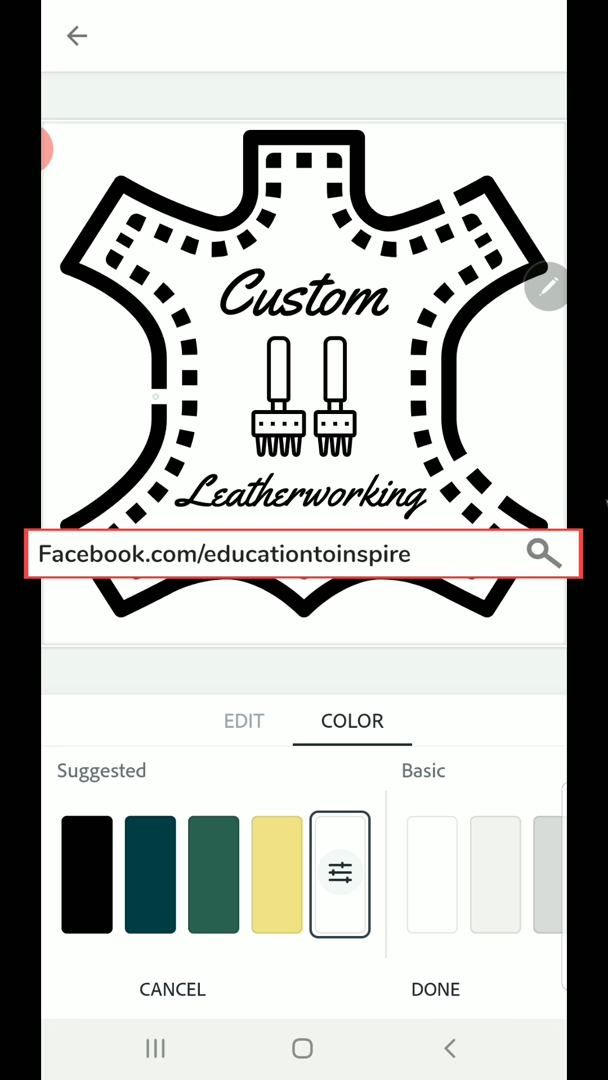 Custom
Leatherworking
Facebook.com/educationtoinspire
EDIT COLOR
Suggested Basic
CANCEL DONE